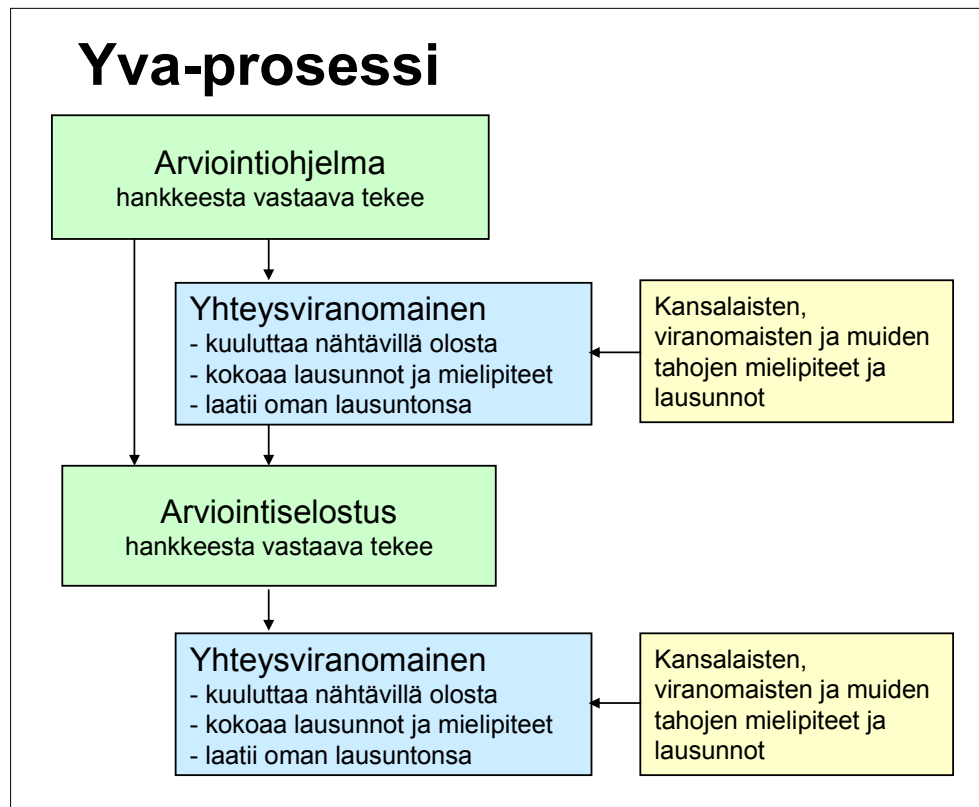 Yva-prosessi
Arviointiohjelma
hankkeesta vastaava tekee
Yhteysviranomainen
- kuuluttaa nähtävillä olosta
- kokoaa lausunnot ja mielipiteet
- laatii oman lausuntonsa
Kansalaisten,
viranomaisten ja muiden
tahojen mielipiteet ja
lausunnot
Arviointiselostus
hankkeesta vastaava tekee
Yhteysviranomainen
- kuuluttaa nähtävillä olosta
- kokoaa lausunnot ja mielipiteet
- laatii oman lausuntonsa
Kansalaisten,
viranomaisten ja muiden
tahojen mielipiteet ja
lausunnot